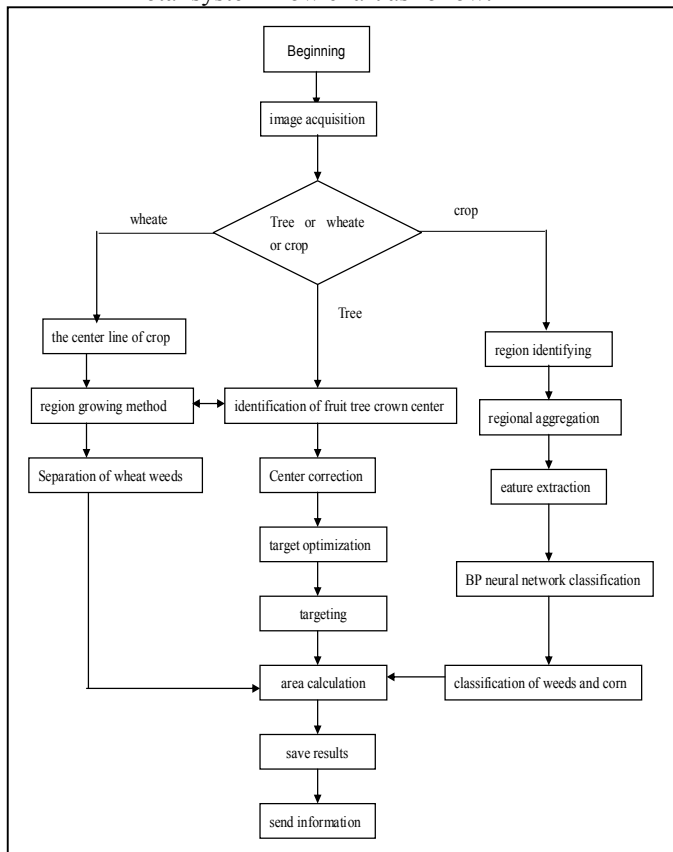 Beginning
image acquisition
wheate
crop
Tree or wheate
or crop
Tree
the center line of crop
region identifying
region growing method
identification of fruit tree crown center
regional aggregation
Separation of wheat weeds
Center correction
eature extraction
target optimization
BP neural network classification
targeting
area calculation
classification of weeds and corn
save results
send information